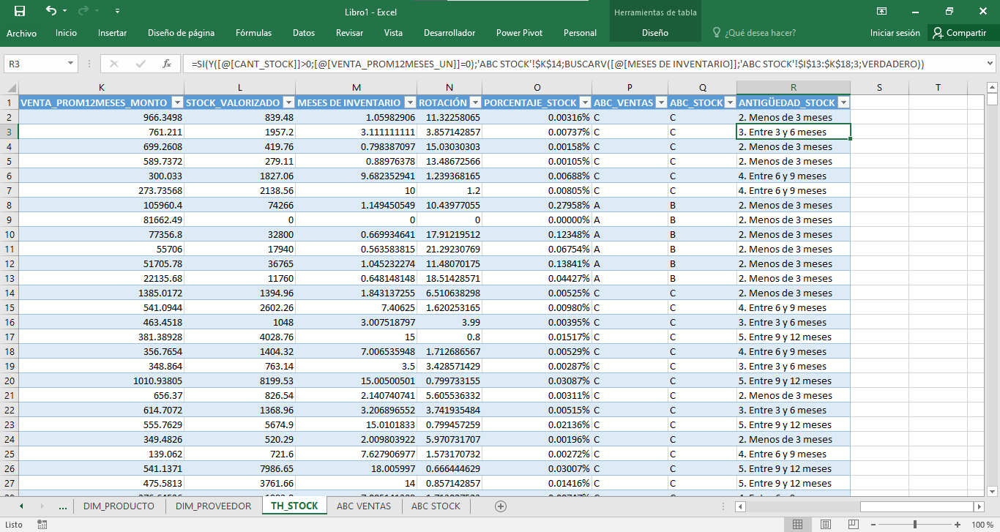 Libro1 - Excel
Herramientas de tabla
Archivo Inicio Insertar Diseño de página Fórmulas Datos Revisar Vista Desarrollador Power Pivot Personal Diseño ¿Qué desea hacer? Iniciar sesión Compartir
R3 fx =SI(Y([@[CANT_STOCK]]>0;[@[VENTA_PROM12MESES_UN]]=0);'ABC STOCK'!$K$14;BUSCARV([@[MESES DE INVENTARIO]];'ABC STOCK'!$I$13:$K$18;3;VERDADERO))
K L M N O P Q R S T
1 VENTA_PROM12MESES_MONTO STOCK_VALORIZADO MESES DE INVENTARIO ROTACIÓN PORCENTAJE_STOCK ABC_VENTAS ABC_STOCK ANTIGÜEDAD_STOCK
2 966.3498 839.48 1.05982906 11.32258065 0.00316% C C 2. Menos de 3 meses
3 761.211 1957.2 3.111111111 3.857142857 0.00737% C C 3. Entre 3 y 6 meses
4 699.2608 419.76 0.798387097 15.03030303 0.00158% C C 2. Menos de 3 meses
5 589.7372 279.11 0.88976378 13.48672566 0.00105% C C 2. Menos de 3 meses
6 300.033 1827.06 9.682352941 1.239368165 0.00688% C C 4. Entre 6 y 9 meses
7 273.73568 2138.56 10 1.2 0.00805% C C 4. Entre 6 y 9 meses
8 105960.4 74266 1.149450549 10.43977055 0.27958% A B 2. Menos de 3 meses
9 81662.49 0 0 0 0.00000% A B 2. Menos de 3 meses
10 77356.8 32800 0.669934641 17.91219512 0.12348% A B 2. Menos de 3 meses
11 55706 17940 0.563583815 21.29230769 0.06754% A B 2. Menos de 3 meses
12 51705.78 36765 1.045232274 11.48070175 0.13841% A B 2. Menos de 3 meses
13 22135.68 11760 0.648148148 18.51428571 0.04427% A B 2. Menos de 3 meses
14 1385.0172 1394.96 1.843137255 6.510638298 0.00525% C C 2. Menos de 3 meses
15 541.0944 2602.26 7.40625 1.620253165 0.00980% C C 4. Entre 6 y 9 meses
16 463.4518 1048 3.007518797 3.99 0.00395% C C 3. Entre 3 y 6 meses
17 381.38928 4028.76 15 0.8 0.01517% C C 5. Entre 9 y 12 meses
18 356.7654 1404.32 7.006535948 1.712686567 0.00529% C C 4. Entre 6 y 9 meses
19 348.864 763.14 3.5 3.428571429 0.00287% C C 3. Entre 3 y 6 meses
20 1010.93805 8199.53 15.00500501 0.799733155 0.03087% C C 5. Entre 9 y 12 meses
21 656.37 826.54 2.140740741 5.605536332 0.00311% C C 2. Menos de 3 meses
22 614.7072 1368.96 3.206896552 3.741935484 0.00515% C C 3. Entre 3 y 6 meses
23 555.7629 5674.9 15.0101833 0.799457259 0.02136% C C 5. Entre 9 y 12 meses
24 349.4826 520.29 2.009803922 5.970731707 0.00196% C C 2. Menos de 3 meses
25 139.062 721.6 7.627906977 1.573170732 0.00272% C C 4. Entre 6 y 9 meses
26 541.1371 7986.65 18.005997 0.666444629 0.03007% C C 5. Entre 9 y 12 meses
27 475.5813 3761.66 14 0.857142857 0.01416% C C 5. Entre 9 y 12 meses
... DIM_PRODUCTO DIM_PROVEEDOR TH_STOCK ABC VENTAS ABC STOCK
Listo 100 %